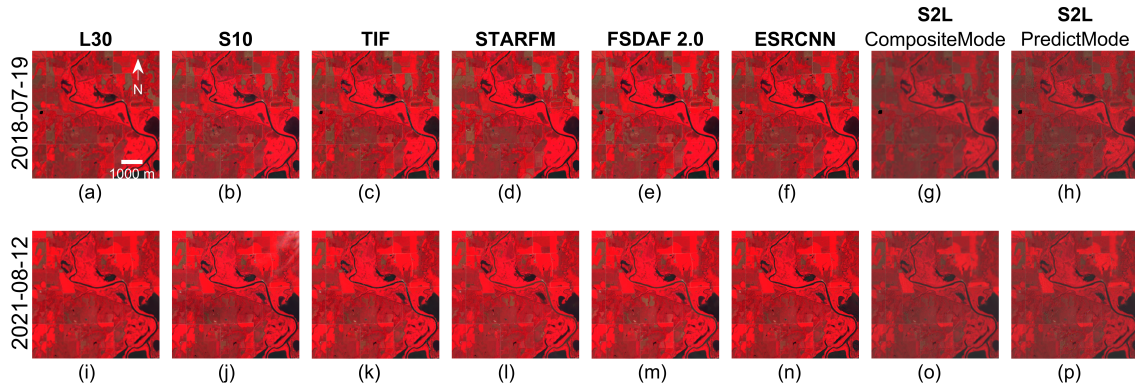 L30 S10 TIF STARFM FSDAF 2.0 ESRCNN S2L CompositeMode S2L PredictMode
2018-07-19
N
1000 m
(a) (b) (c) (d) (e) (f) (g) (h)
2021-08-12
(i) (j) (k) (l) (m) (n) (o) (p)